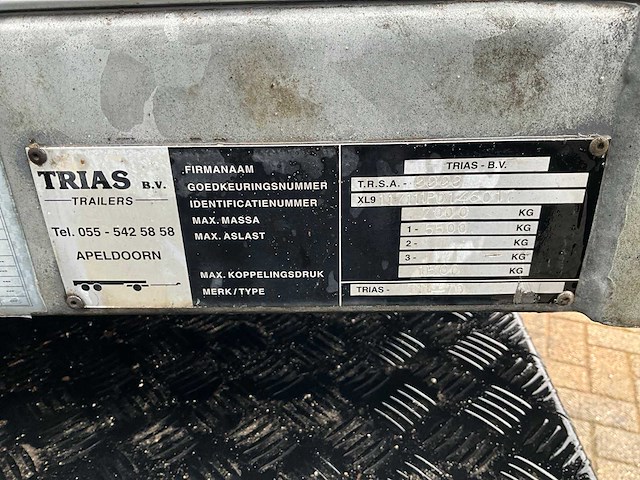 TRIAS B.V.
TRAILERS
Tel. 055 - 542 58 58
APELDOORN
FIRMANAAM
GOEDKEURINGSNUMMER
IDENTIFICATIENUMMER
MAX. MASSA
MAX. ASLAST
MAX. KOPPELINGSDRUK
MERK / TYPE
TRIAS - B.V.
T.R.S.A. -
XL9
KG
1 - KG
2 - KG
3 - KG
KG
TRIAS -